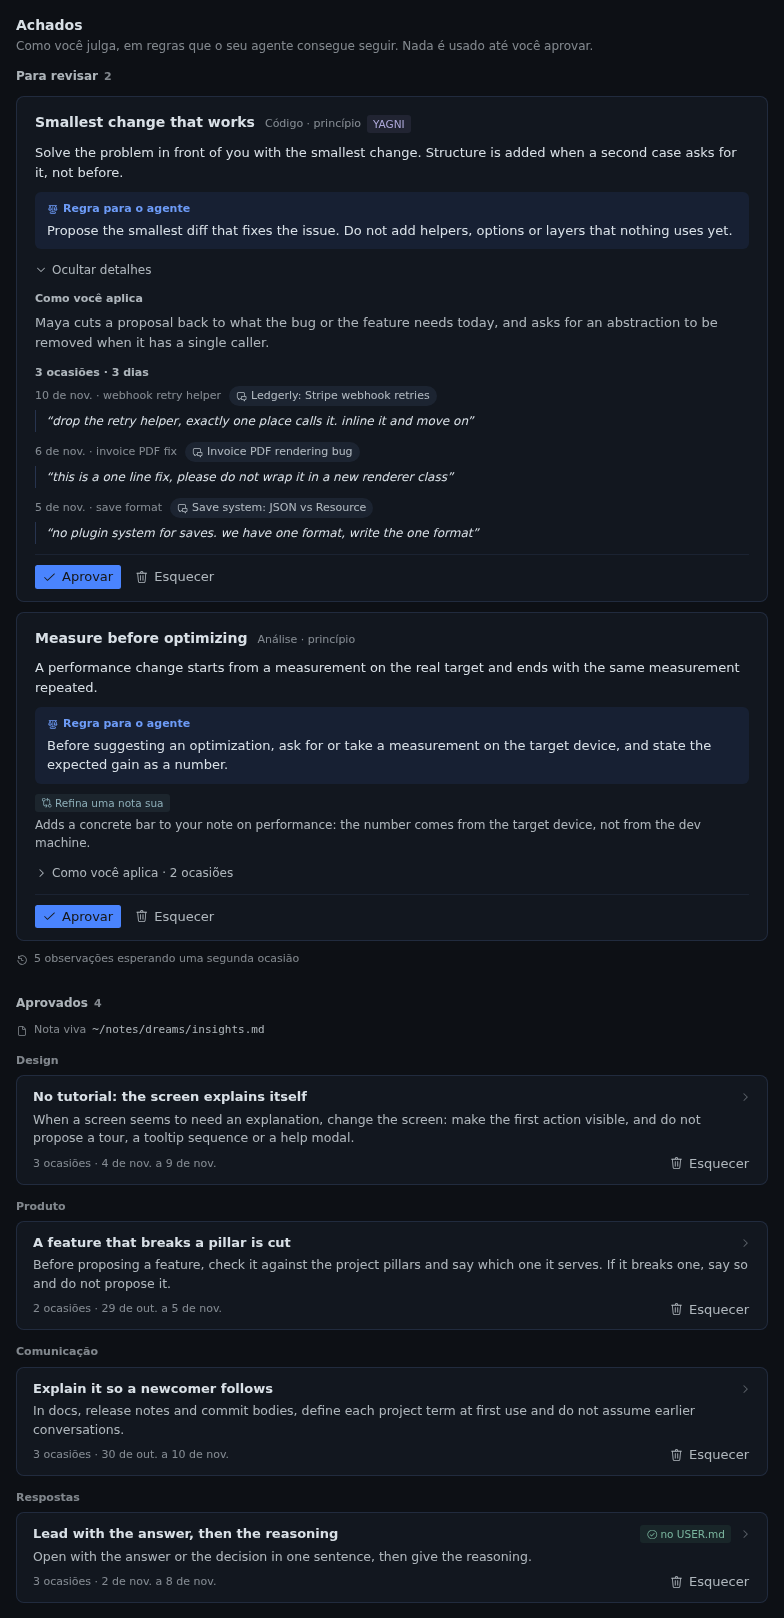 Achados
Como você julga, em regras que o seu agente consegue seguir. Nada é usado até você aprovar.
Para revisar 2
Smallest change that works Código · princípio YAGNI
Solve the problem in front of you with the smallest change. Structure is added when a second case asks for
it, not before.
Regra para o agente
Propose the smallest diff that fixes the issue. Do not add helpers, options or layers that nothing uses yet.
Ocultar detalhes
Como você aplica
Maya cuts a proposal back to what the bug or the feature needs today, and asks for an abstraction to be
removed when it has a single caller.
3 ocasiões · 3 dias
10 de nov. · webhook retry helper Ledgerly: Stripe webhook retries
“drop the retry helper, exactly one place calls it. inline it and move on”
6 de nov. · invoice PDF fix Invoice PDF rendering bug
“this is a one line fix, please do not wrap it in a new renderer class”
5 de nov. · save format Save system: JSON vs Resource
“no plugin system for saves. we have one format, write the one format”
Aprovar Esquecer
Measure before optimizing Análise · princípio
A performance change starts from a measurement on the real target and ends with the same measurement
repeated.
Regra para o agente
Before suggesting an optimization, ask for or take a measurement on the target device, and state the
expected gain as a number.
Refina uma nota sua
Adds a concrete bar to your note on performance: the number comes from the target device, not from the dev
machine.
Como você aplica · 2 ocasiões
Aprovar Esquecer
5 observações esperando uma segunda ocasião
Aprovados 4
Nota viva ~/notes/dreams/insights.md
Design
No tutorial: the screen explains itself
When a screen seems to need an explanation, change the screen: make the first action visible, and do not
propose a tour, a tooltip sequence or a help modal.
3 ocasiões · 4 de nov. a 9 de nov. Esquecer
Produto
A feature that breaks a pillar is cut
Before proposing a feature, check it against the project pillars and say which one it serves. If it breaks one, say so
and do not propose it.
2 ocasiões · 29 de out. a 5 de nov. Esquecer
Comunicação
Explain it so a newcomer follows
In docs, release notes and commit bodies, define each project term at first use and do not assume earlier
conversations.
3 ocasiões · 30 de out. a 10 de nov. Esquecer
Respostas
Lead with the answer, then the reasoning no USER.md
Open with the answer or the decision in one sentence, then give the reasoning.
3 ocasiões · 2 de nov. a 8 de nov. Esquecer